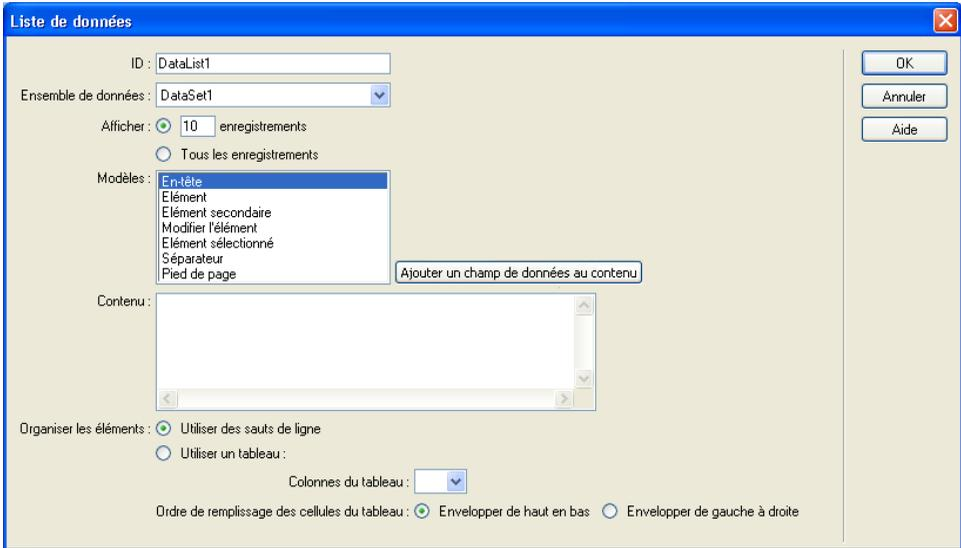 Liste de données
ID : DataList1
OK
Ensemble de données : DataSet1
Annuler
Afficher : 10 enregistrements
Aide
Tous les enregistrements
Modèles : En-tête
Elément
Elément secondaire
Modifier l'élément
Elément sélectionné
Séparateur
Pied de page
Ajouter un champ de données au contenu
Contenu :
Organiser les éléments : Utiliser des sauts de ligne
Utiliser un tableau :
Colonnes du tableau :
Ordre de remplissage des cellules du tableau : Envelopper de haut en bas Envelopper de gauche à droite